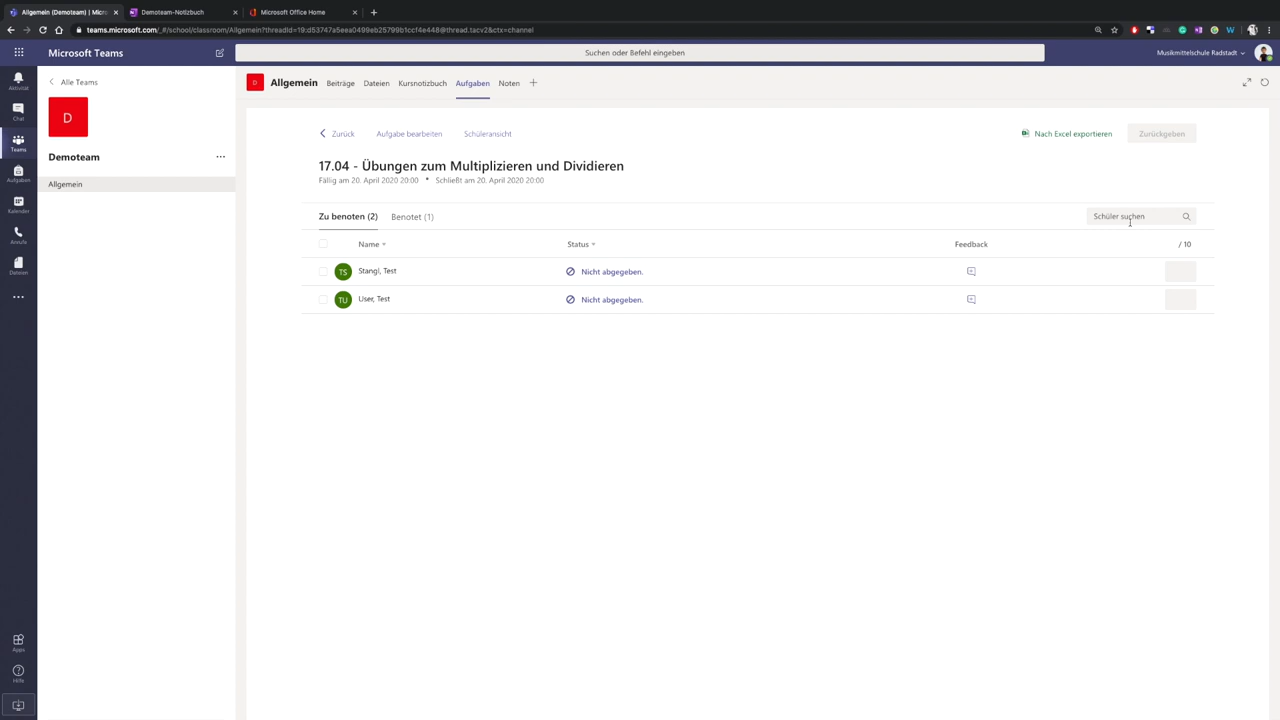 Allgemein (Demoteam) | Micro
Demoteam-Notizbuch
Microsoft Office Home
teams.microsoft.com/_#/school/classroom/Allgemein?threadId=19:d53747a5eea0499eb25799b1ccf4e448@thread.tacv2&ctx=channel
Microsoft Teams
Suchen oder Befehl eingeben
Musikmittelschule Radstadt
Aktivität
Chat
Teams
Aufgaben
Kalender
Anrufe
Dateien
Apps
Hilfe
Alle Teams
D
Demoteam
Allgemein
D
Allgemein
Beiträge
Dateien
Kursnotizbuch
Aufgaben
Noten
Zurück
Aufgabe bearbeiten
Schüleransicht
Nach Excel exportieren
Zurückgeben
17.04 - Übungen zum Multiplizieren und Dividieren
Fällig am 20. April 2020 20:00 • Schließt am 20. April 2020 20:00
Zu benoten (2)
Benotet (1)
Schüler suchen
Name
Status
Feedback
/ 10
TS
Stangl, Test
Nicht abgegeben.
TU
User, Test
Nicht abgegeben.